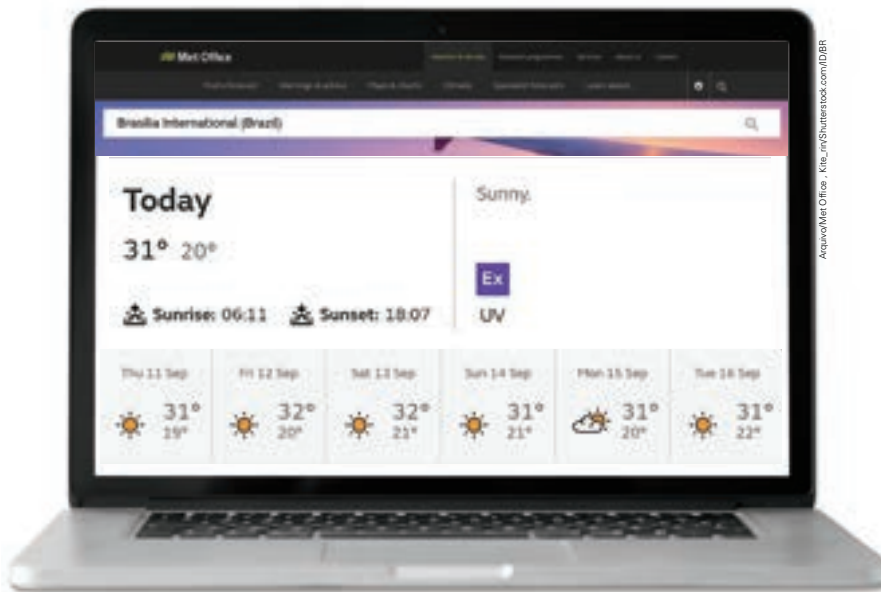 Met Office
Brasilia International (Brazil)
Today
31° 20°
Sunrise: 06:11 Sunset: 18:07
Sunny.
Ex
UV
Thu 11 Sep
31°
19°
Fri 12 Sep
32°
20°
Sat 13 Sep
32°
21°
Sun 14 Sep
31°
21°
Mon 15 Sep
31°
20°
Tue 16 Sep
31°
22°
Arquivo/Met Office , Kite_rin/Shutterstock.com/ID/BR